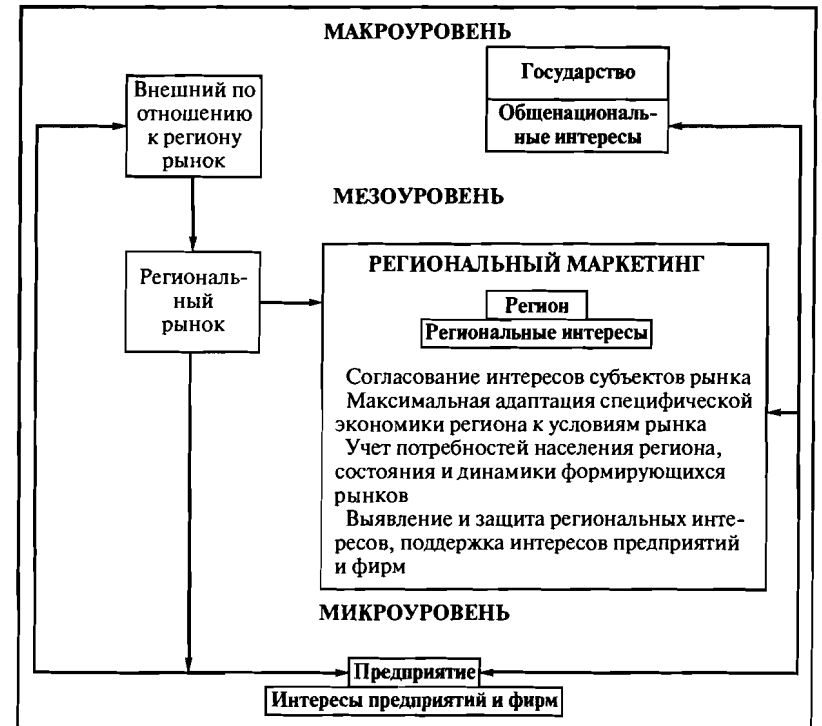 МАКРОУРОВЕНЬ
Внешний по
отношению
к региону
рынок
Государство
Общенациональ-
ные интересы
МЕЗОУРОВЕНЬ
Региональ-
ный
рынок
РЕГИОНАЛЬНЫЙ МАРКЕТИНГ
Регион
Региональные интересы
Согласование интересов субъектов рынка
Максимальная адаптация специфической
экономики региона к условиям рынка
Учет потребностей населения региона,
состояния и динамики формирующихся
рынков
Выявление и защита региональных инте-
ресов, поддержка интересов предприятий
и фирм
МИКРОУРОВЕНЬ
Предприятие
Интересы предприятий и фирм